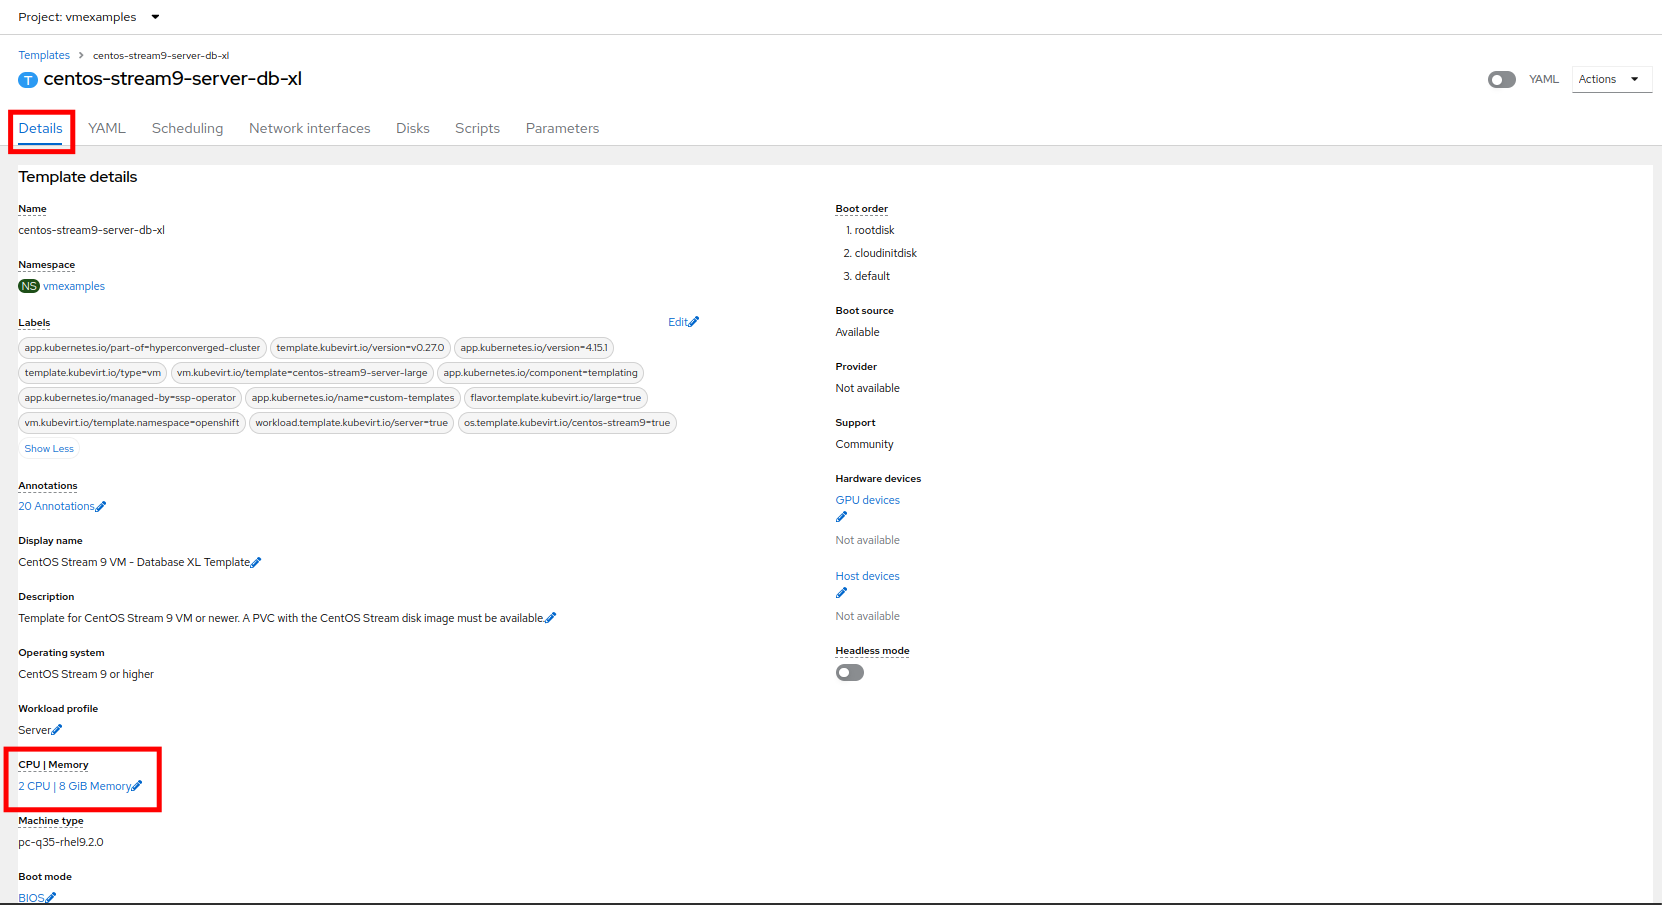 Project: vmexamples
Templates > centos-stream9-server-db-xl
T centos-stream9-server-db-xl
YAML Actions
Details YAML Scheduling Network interfaces Disks Scripts Parameters
Template details
Name
centos-stream9-server-db-xl
Namespace
NS vmexamples
Labels Edit
app.kubernetes.io/part-of=hyperconverged-cluster template.kubevirt.io/version=v0.27.0 app.kubernetes.io/version=4.15.1
template.kubevirt.io/type=vm vm.kubevirt.io/template=centos-stream9-server-large app.kubernetes.io/component=templating
app.kubernetes.io/managed-by=ssp-operator app.kubernetes.io/name=custom-templates flavor.template.kubevirt.io/large=true
vm.kubevirt.io/template.namespace=openshift workload.template.kubevirt.io/server=true os.template.kubevirt.io/centos-stream9=true
Show Less
Annotations
20 Annotations
Display name
CentOS Stream 9 VM - Database XL Template
Description
Template for CentOS Stream 9 VM or newer. A PVC with the CentOS Stream disk image must be available.
Operating system
CentOS Stream 9 or higher
Workload profile
Server
CPU | Memory
2 CPU | 8 GiB Memory
Machine type
pc-q35-rhel9.2.0
Boot mode
BIOS
Boot order
1. rootdisk
2. cloudinitdisk
3. default
Boot source
Available
Provider
Not available
Support
Community
Hardware devices
GPU devices
Not available
Host devices
Not available
Headless mode